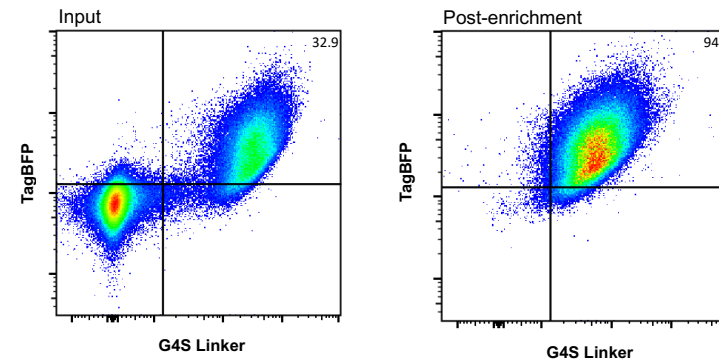 Input
32.9
TagBFP
G4S Linker
Post-enrichment
94
TagBFP
G4S Linker